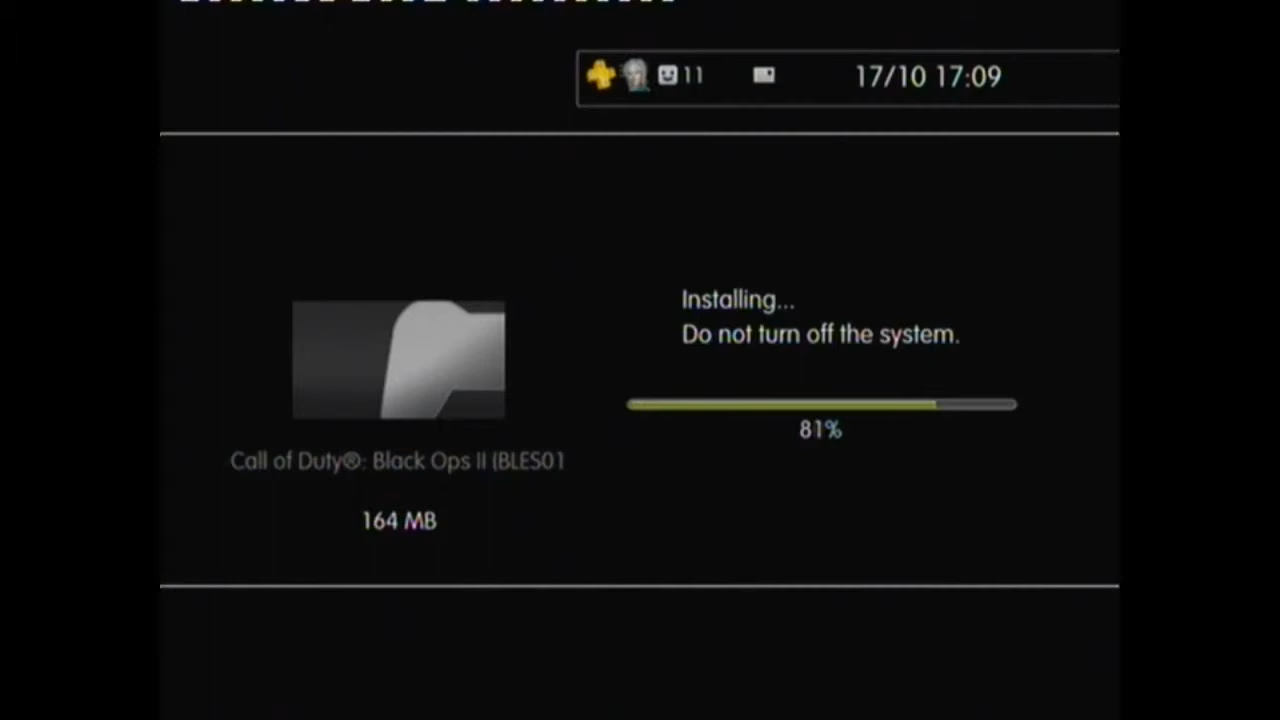 11
17/10 17:09
Installing...
Do not turn off the system.
81%
Call of Duty®: Black Ops II (BLES01
164 MB